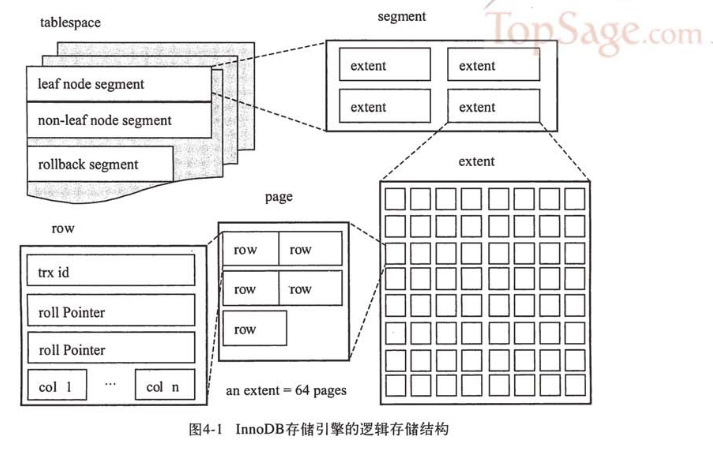 TopSage.com
tablespace
segment
leaf node segment
non-leaf node segment
rollback segment
extent
extent
extent
extent
extent
page
row
row
row
row
row
row
trx id
roll Pointer
roll Pointer
col 1 ... col n
an extent = 64 pages
图4-1 InnoDB存储引擎的逻辑存储结构